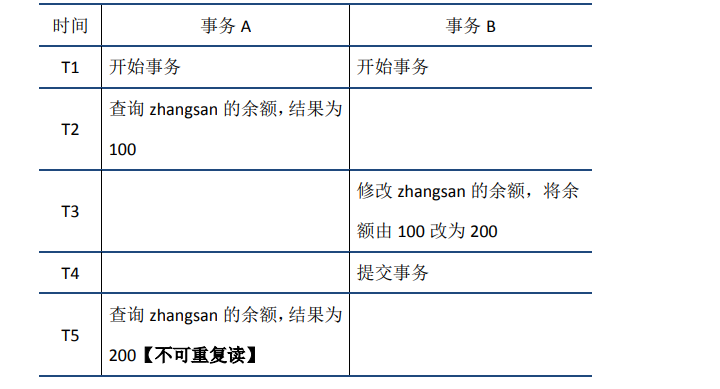 时间 事务 A 事务 B
T1 开始事务 开始事务
T2 查询 zhangsan 的余额，结果为
100
T3 修改 zhangsan 的余额，将余
额由 100 改为 200
T4 提交事务
T5 查询 zhangsan 的余额，结果为
200【不可重复读】